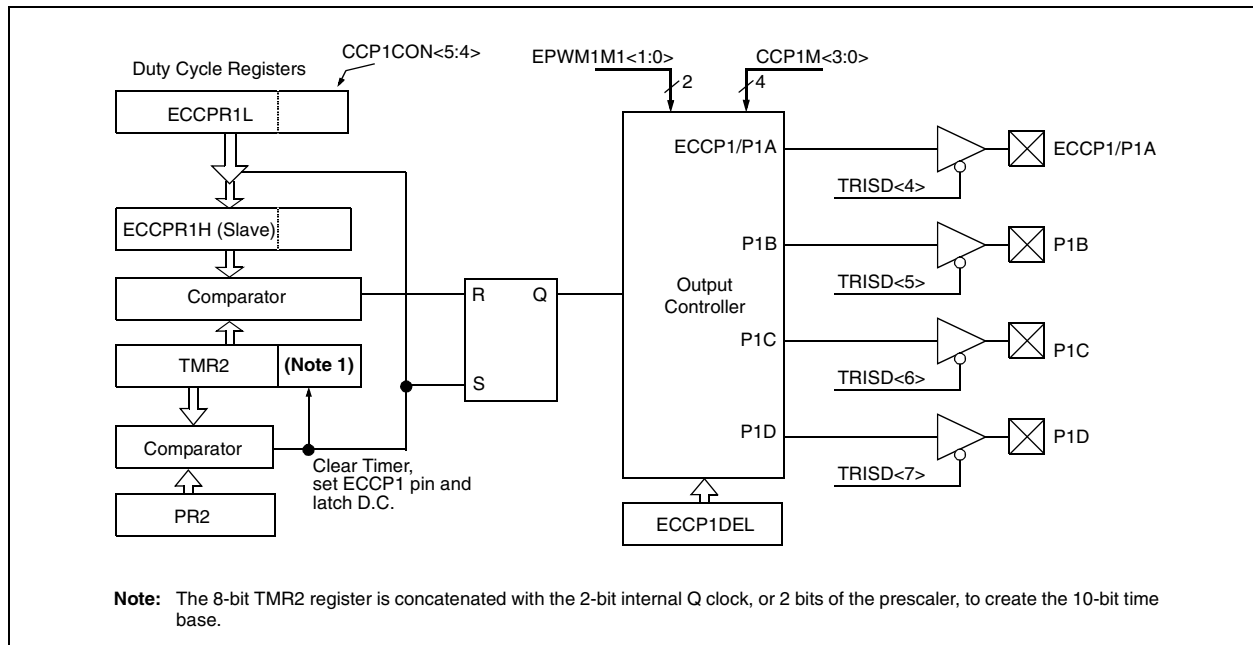 CCP1CON<5:4>
Duty Cycle Registers
ECCPR1L
ECCPR1H (Slave)
Comparator
TMR2
(Note 1)
Comparator
PR2
Clear Timer,
set ECCP1 pin and
latch D.C.
R
Q
S
EPWM1M1<1:0>
2
CCP1M<3:0>
4
Output
Controller
ECCP1/P1A
P1B
P1C
P1D
ECCP1DEL
TRISD<4>
ECCP1/P1A
TRISD<5>
P1B
TRISD<6>
P1C
TRISD<7>
P1D
Note: The 8-bit TMR2 register is concatenated with the 2-bit internal Q clock, or 2 bits of the prescaler, to create the 10-bit time
base.